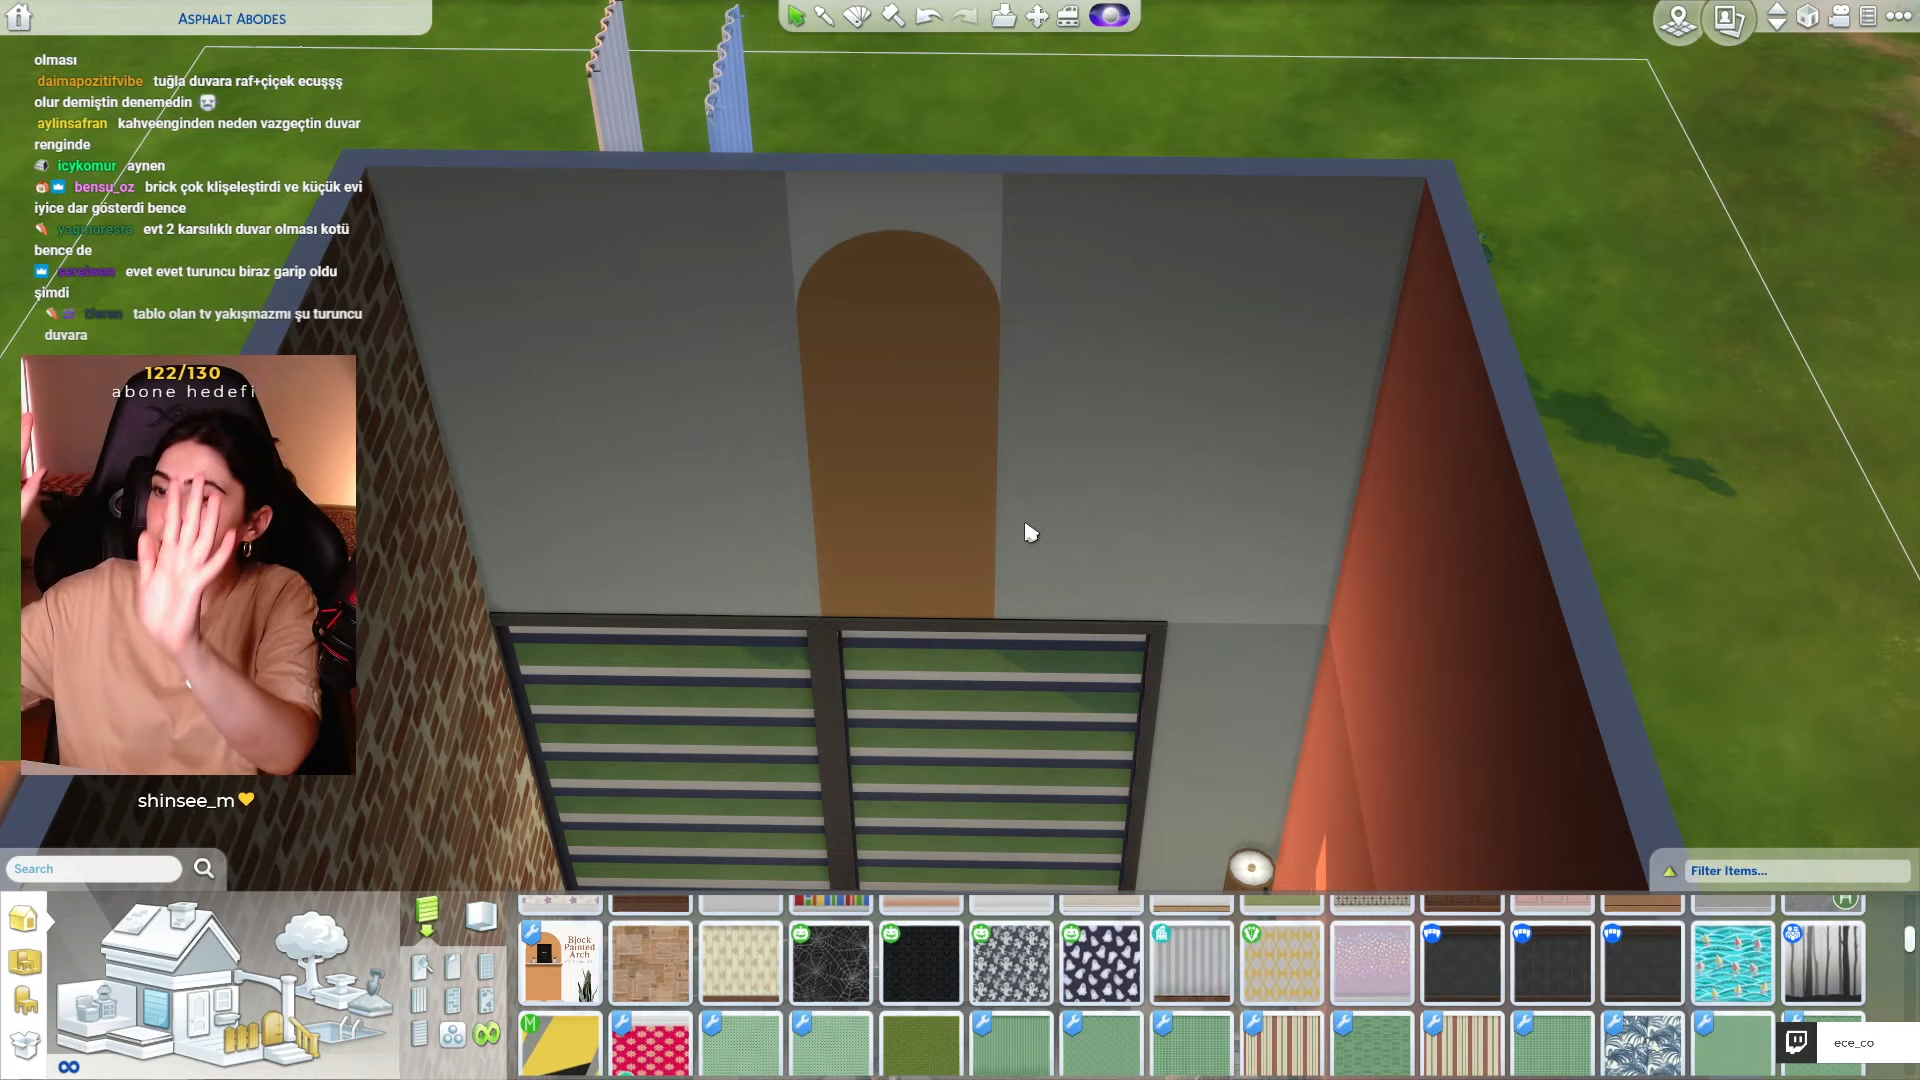 ASPHALT ABODES
olması
daimapozitifvibe tuğla duvara raf+çiçek ecuşşş
olur demiştin denemedin
aylinsafran kahveenginden neden vazgeçtin duvar
renginde
icykomur aynen
bensu_oz brick çok klişeleştirdi ve küçük evi
iyice dar gösterdi bence
yagmuresra evt 2 karsılıklı duvar olması kotü
bence de
evet evet turuncu biraz garip oldu
şimdi
tablo olan tv yakışmazmı şu turuncu
duvara
122/130
abone hedefi
shinsee_m
Search
Filter Items...
Block
Painted
Arch
M
ece_co